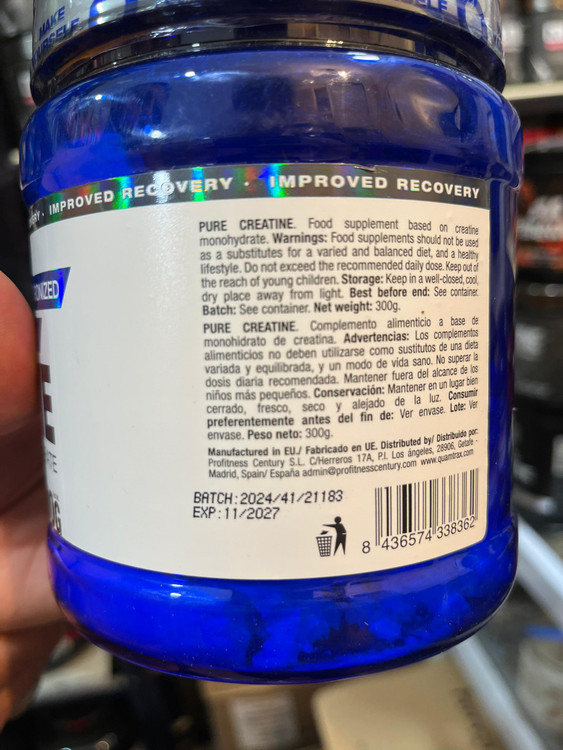 MAKE
YOURSELF
IMPROVED RECOVERY · IMPROVED RECOVERY
PURE CREATINE. Food supplement based on creatine
monohydrate. Warnings: Food supplements should not be used
as a substitutes for a varied and balanced diet, and a healthy
lifestyle. Do not exceed the recommended daily dose. Keep out of
the reach of young children. Storage: Keep in a well-closed, cool,
dry place away from light. Best before end: See container.
Batch: See container. Net weight: 300g.
PURE CREATINE. Complemento alimenticio a base de
monohidrato de creatina. Advertencias: Los complementos
alimenticios no deben utilizarse como sustitutos de una dieta
variada y equilibrada, y un modo de vida sano. No superar la
dosis diaria recomendada. Mantener fuera del alcance de los
niños más pequeños. Conservación: Mantener en un lugar bien
cerrado, fresco, seco y alejado de la luz. Consumir
preferentemente antes del fin de: Ver envase. Lote: Ver
envase. Peso neto: 300g.
Manufactured in EU./ Fabricado en UE. Distributed by/ Distribuido por:
Profitness Century S.L. C/Herreros 17A, P.I. Los ángeles, 28906, Getafe -
Madrid, Spain/ España admin@profitnesscentury.com www.quamtrax.com
BATCH:2024/41/21183
EXP:11/2027
8 436574 338362